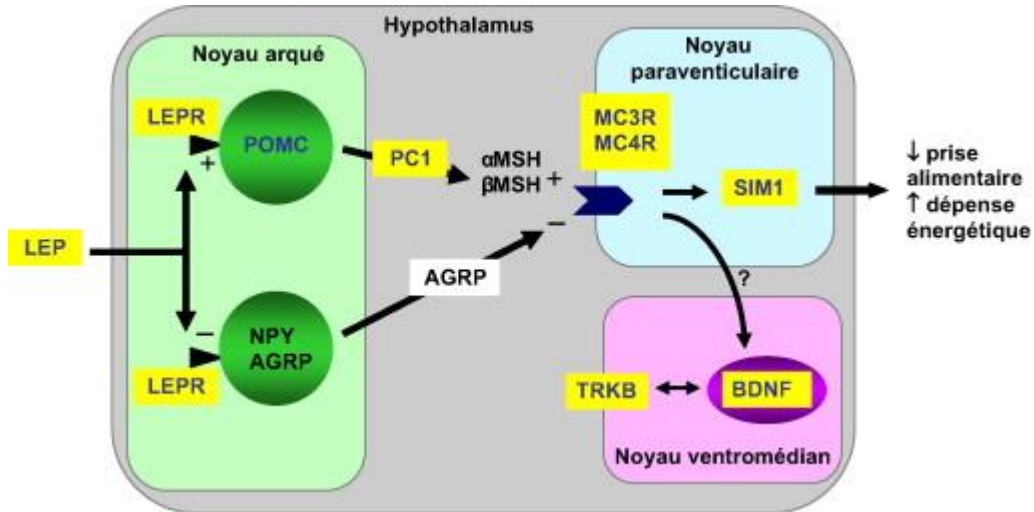 Hypothalamus
Noyau arqué
LEPR
POMC
+
PC1
αMSH
βMSH +
−
LEP
AGRP
−
NPY
AGRP
LEPR
Noyau
paraventiculaire
MC3R
MC4R
SIM1
↓ prise
alimentaire
↑ dépense
énergétique
?
TRKB
BDNF
Noyau ventromédian